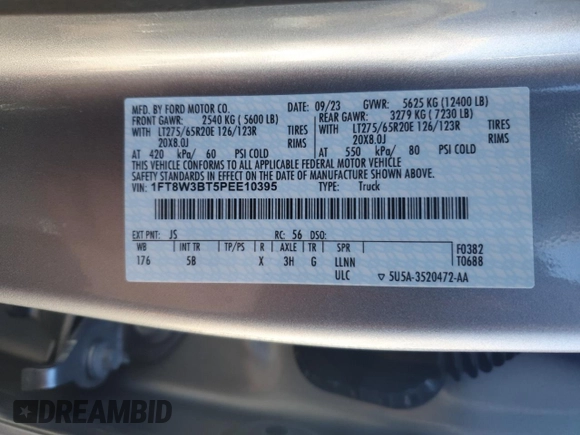 MFD. BY FORD MOTOR CO.
DATE: 09/23 GVWR: 5625 KG (12400 LB)
FRONT GAWR: 2540 KG ( 5600 LB) REAR GAWR: 3279 KG ( 7230 LB)
WITH LT275/65R20E 126/123R TIRES WITH LT275/65R20E 126/123R TIRES
20X8.0J RIMS 20X8.0J RIMS
AT 420 kPa/ 60 PSI COLD AT 550 kPa/ 80 PSI COLD
THIS VEHICLE CONFORMS TO ALL APPLICABLE FEDERAL MOTOR VEHICLE
SAFETY STANDARDS IN EFFECT ON THE DATE OF MANUFACTURE SHOWN ABOVE.
VIN: 1FT8W3BT5PEE10395 TYPE: Truck
EXT PNT: JS RC: 56 DSO:
WB INT TR TP/PS R AXLE TR SPR F0382
176 5B X 3H G LLNN T0688
ULC 5U5A-3520472-AA
DREAMBID